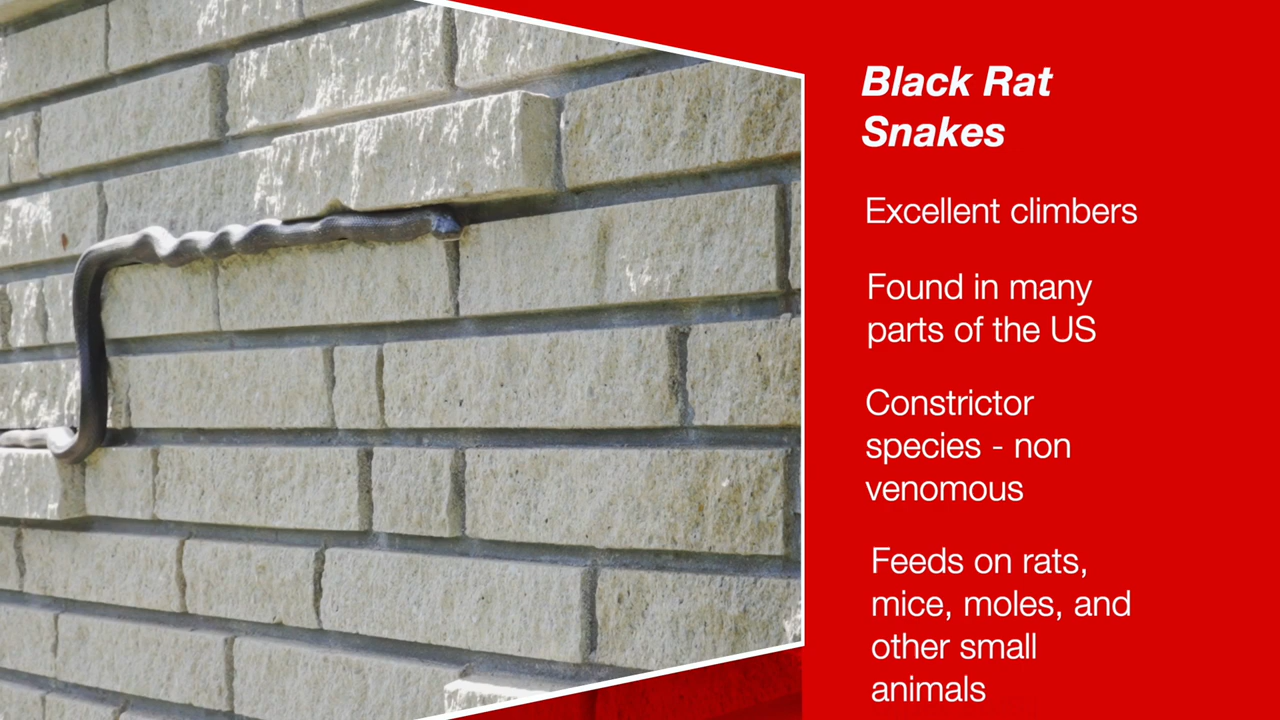 Black Rat
Snakes
Excellent climbers
Found in many
parts of the US
Constrictor
species - non
venomous
Feeds on rats,
mice, moles, and
other small
animals